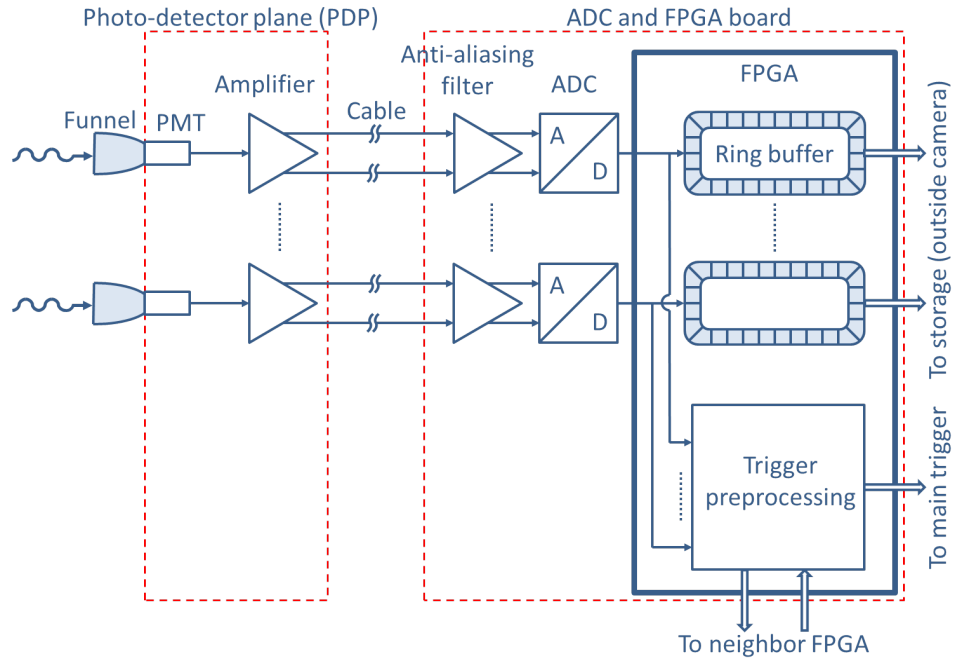 Photo-detector plane (PDP)
ADC and FPGA board
Anti-aliasing
filter
FPGA
Amplifier
ADC
Cable
Funnel
PMT
A
D
Ring buffer
A
D
Trigger
preprocessing
To storage (outside camera)
To main trigger
To neighbor FPGA